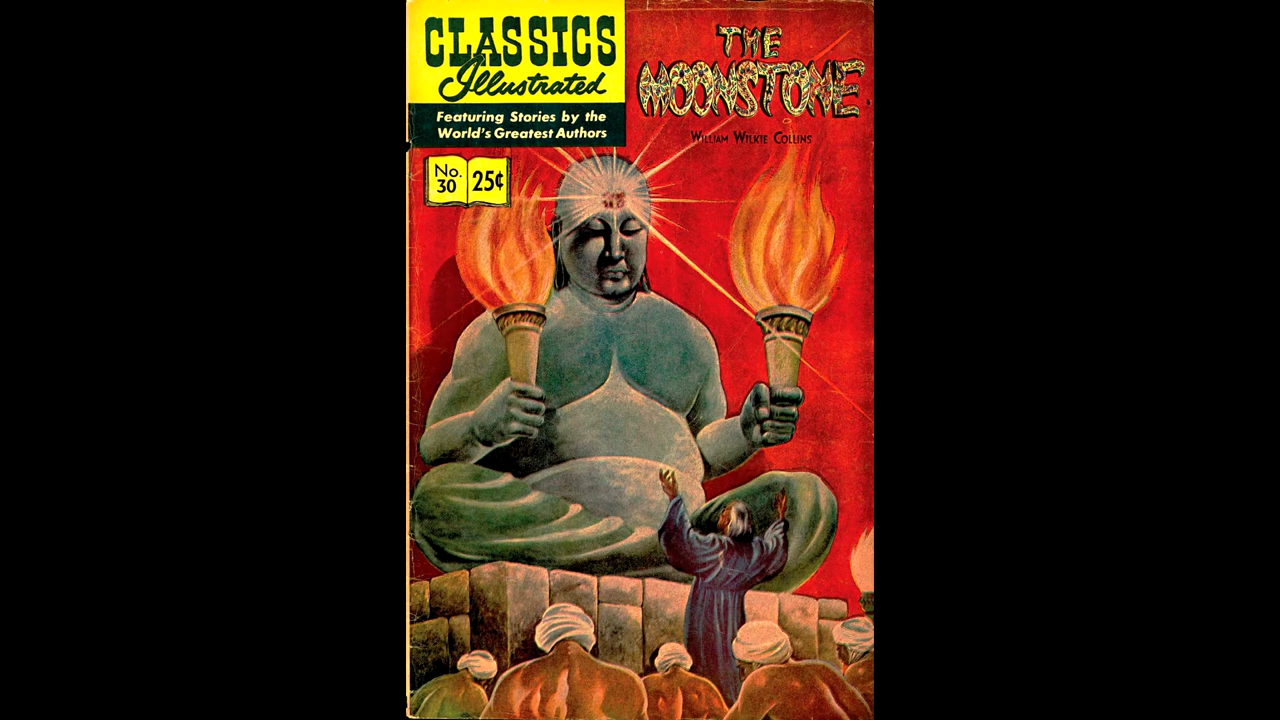 CLASSICS
Illustrated
Featuring Stories by the
World's Greatest Authors
No.
30
25¢
THE
MOONSTONE
WILLIAM WILKIE COLLINS